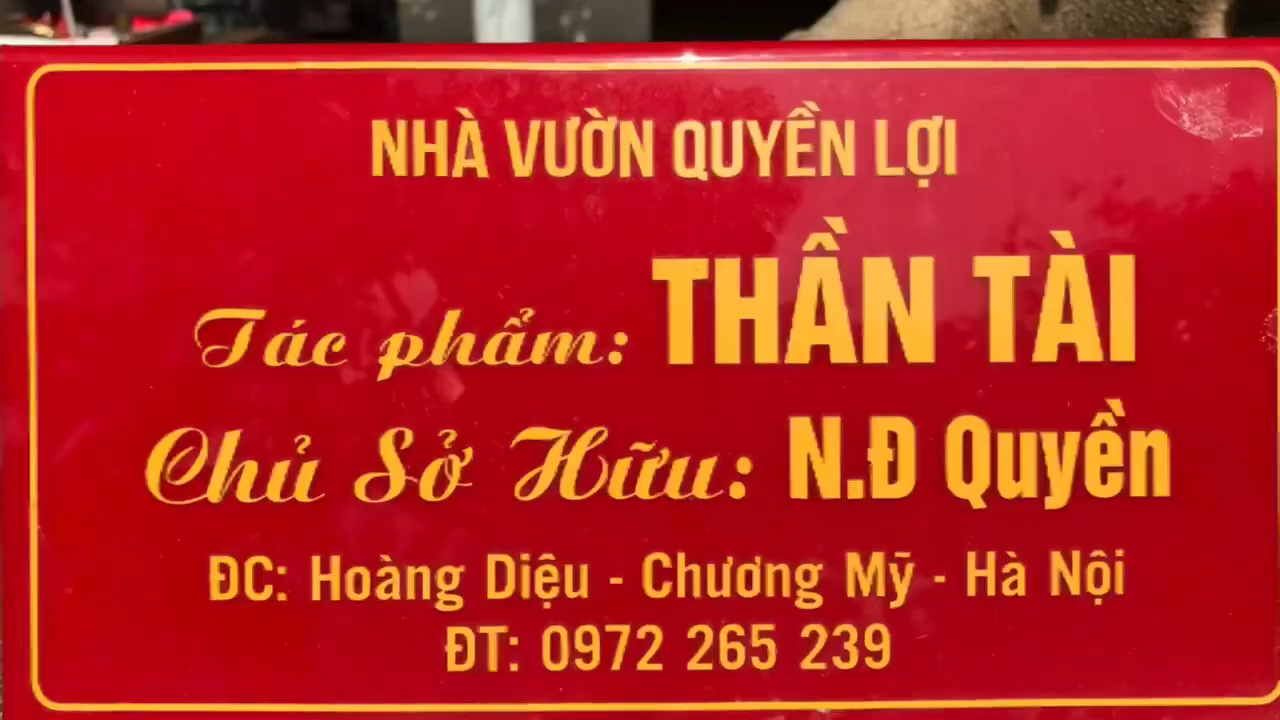 NHÀ VƯỜN QUYỀN LỢI
Tác phẩm: THẦN TÀI
Chủ Sở Hữu: N.Đ Quyền
ĐC: Hoàng Diệu - Chương Mỹ - Hà Nội
ĐT: 0972 265 239